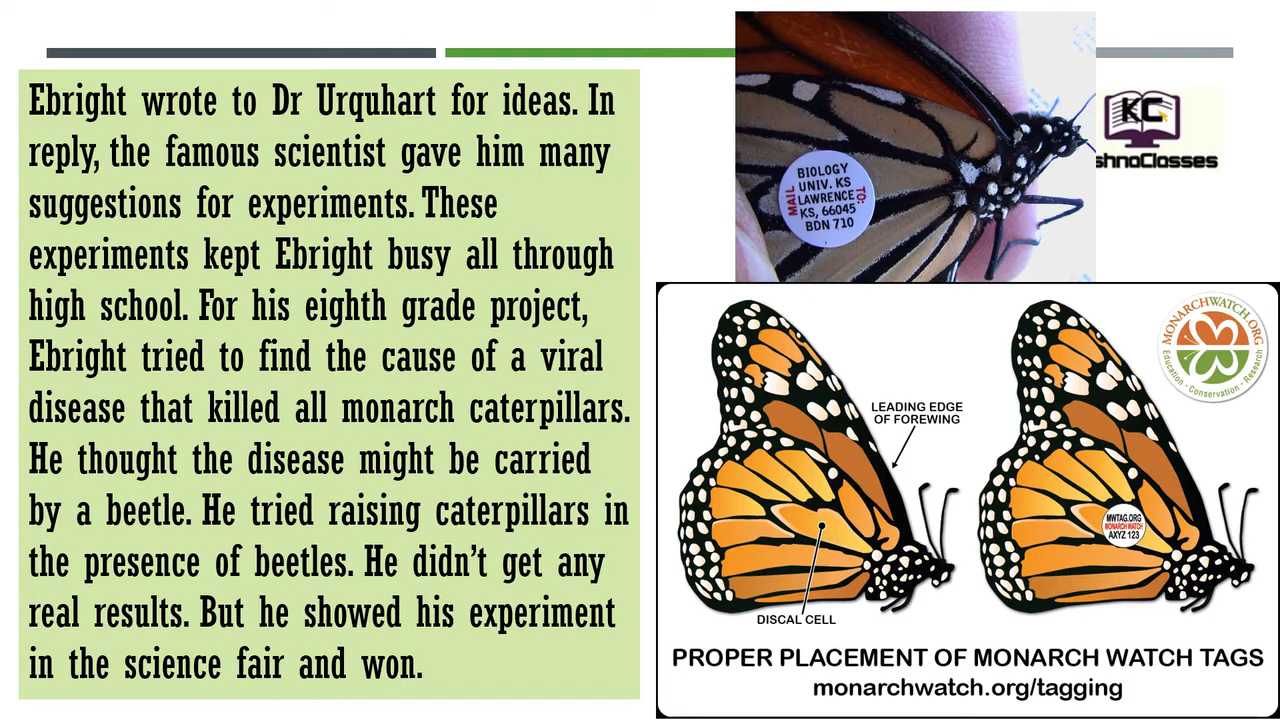 Ebright wrote to Dr Urquhart for ideas. In
reply, the famous scientist gave him many
suggestions for experiments. These
experiments kept Ebright busy all through
high school. For his eighth grade project,
Ebright tried to find the cause of a viral
disease that killed all monarch caterpillars.
He thought the disease might be carried
by a beetle. He tried raising caterpillars in
the presence of beetles. He didn't get any
real results. But he showed his experiment
in the science fair and won.
BIOLOGY
UNIV. KS
LAWRENCE
KS, 66045
BDN 710
MAIL
TO:
KC
shnoClasses
MONARCHWATCH.ORG
Education · Conservation · Research
LEADING EDGE
OF FOREWING
MWTAG.ORG
MONARCH WATCH
AXYZ 123
DISCAL CELL
PROPER PLACEMENT OF MONARCH WATCH TAGS
monarchwatch.org/tagging